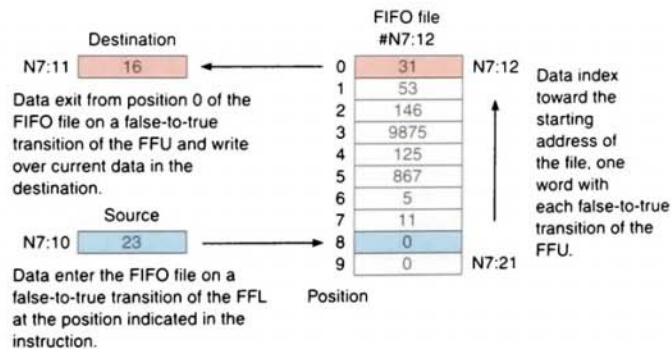 FIFO file
#N7:12
Destination
N7:11 16
Data exit from position 0 of the
FIFO file on a false-to-true
transition of the FFU and write
over current data in the
destination.
Source
N7:10 23
Data enter the FIFO file on a
false-to-true transition of the FFL
at the position indicated in the
instruction.
0 31 N7:12
1 53
2 146
3 9875
4 125
5 867
6 5
7 11
8 0
9 0 N7:21
Position
Data index
toward the
starting
address of
the file, one
word with
each false-to-true
transition of the
FFU.